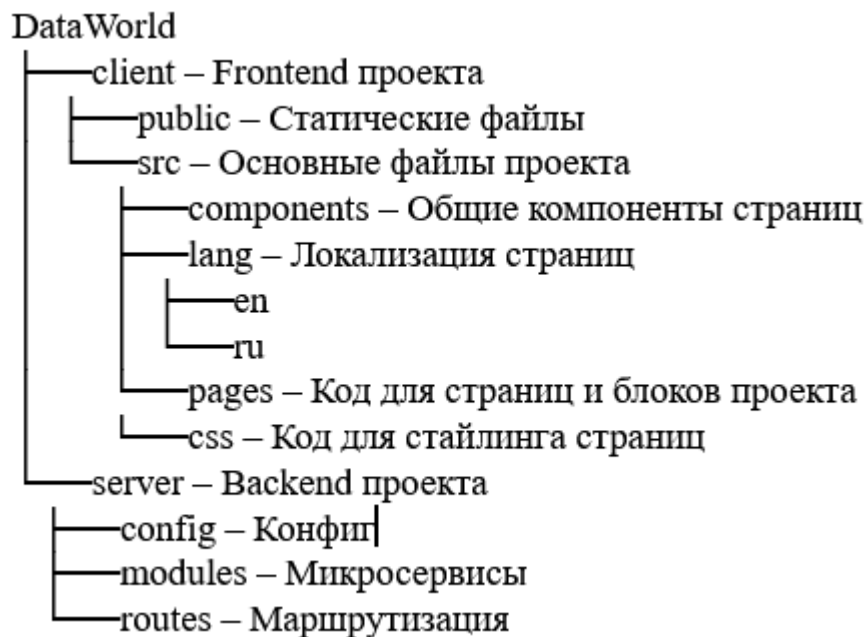 DataWorld
client – Frontend проекта
public – Статические файлы
src – Основные файлы проекта
components – Общие компоненты страниц
lang – Локализация страниц
en
ru
pages – Код для страниц и блоков проекта
css – Код для стайлинга страниц
server – Backend проекта
config – Конфиг
modules – Микросервисы
routes – Маршрутизация